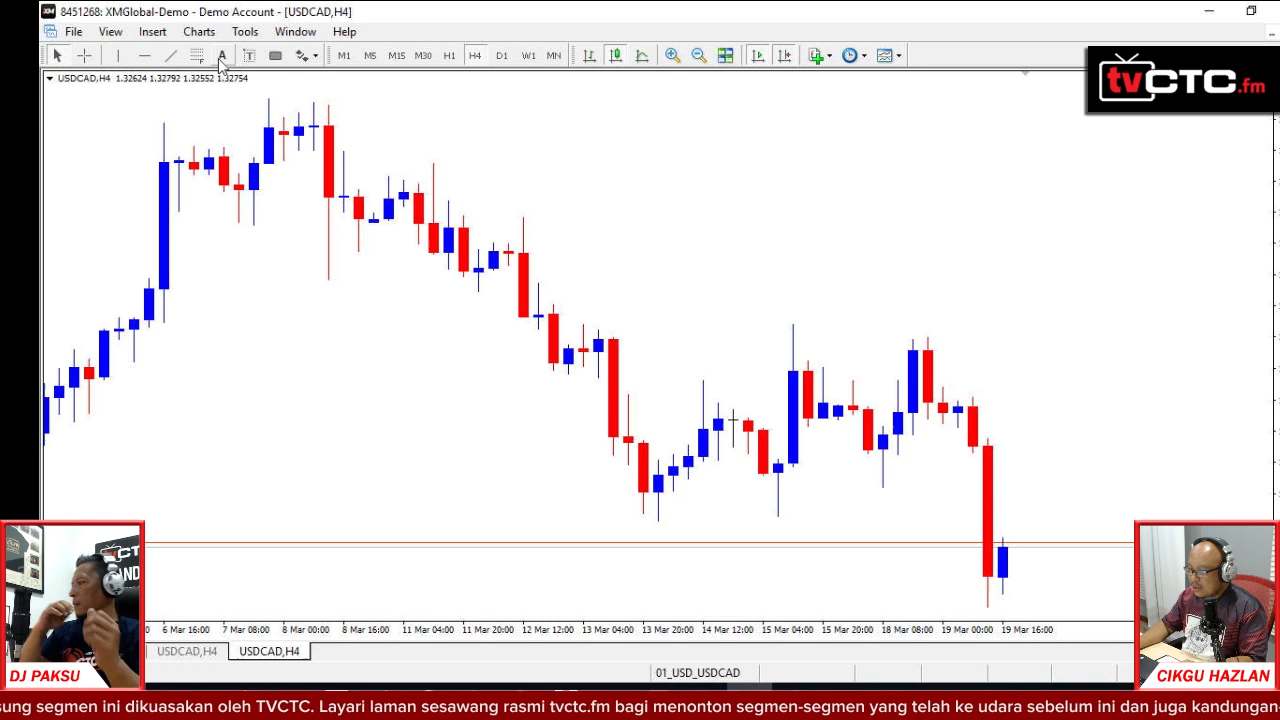 8451268: XMGlobal-Demo - Demo Account - [USDCAD,H4]
File View Insert Charts Tools Window Help
A T M1 M5 M15 M30 H1 H4 D1 W1 MN
USDCAD,H4 1.32624 1.32792 1.32552 1.32754
tvCTC.fm
6 Mar 16:00 7 Mar 08:00 8 Mar 00:00 8 Mar 16:00 11 Mar 04:00 11 Mar 20:00 12 Mar 12:00 13 Mar 04:00 13 Mar 20:00 14 Mar 12:00 15 Mar 04:00 15 Mar 20:00 18 Mar 08:00 19 Mar 00:00 19 Mar 16:00
USDCAD,H4 USDCAD,H4
01_USD_USDCAD
DJ PAKSU
CIKGU HAZLAN
sung segmen ini dikuasakan oleh TVCTC. Layari laman sesawang rasmi tvctc.fm bagi menonton segmen-segmen yang telah ke udara sebelum ini dan juga kandungan-